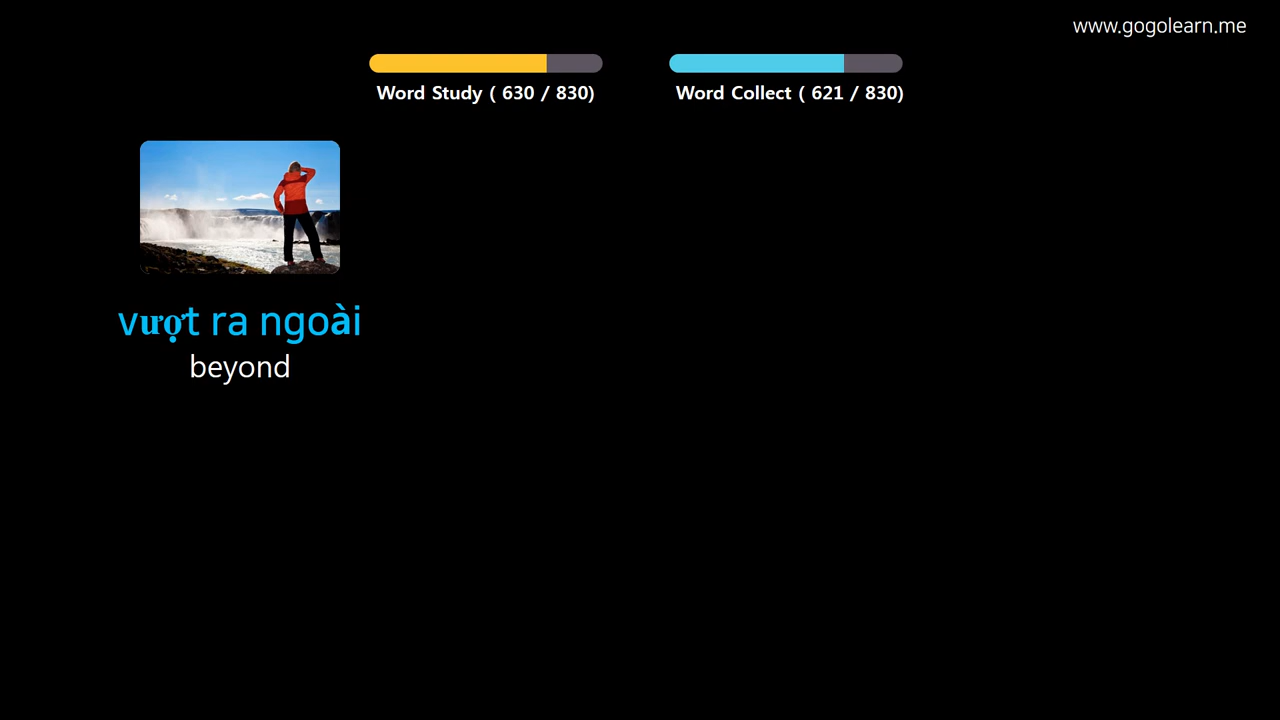 www.gogolearn.me
Word Study ( 630 / 830)
Word Collect ( 621 / 830)
vượt ra ngoài
beyond